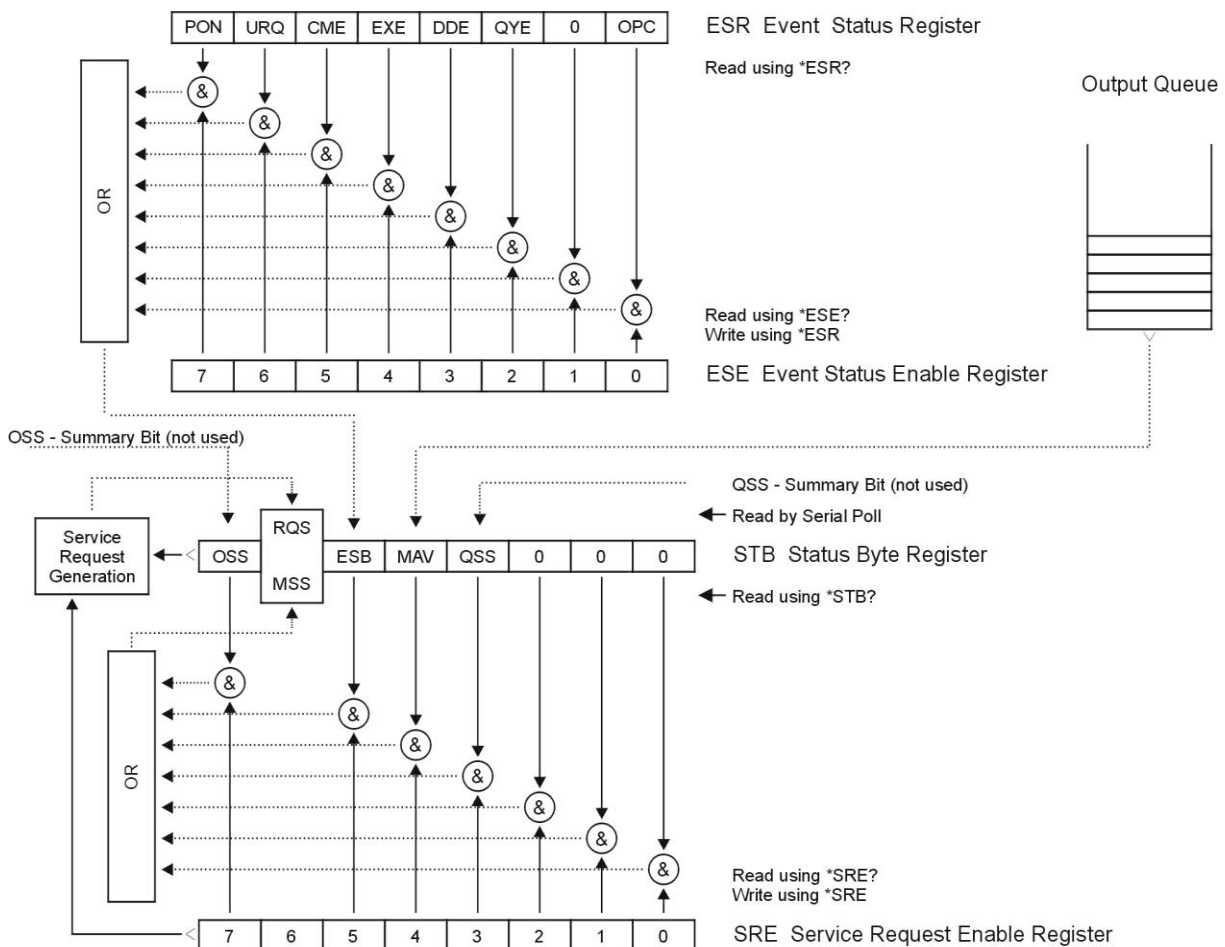 PON URQ CME EXE DDE QYE 0 OPC
ESR Event Status Register
Read using *ESR?
Output Queue
&
&
&
&
&
&
&
&
OR
Read using *ESE?
Write using *ESR
7 6 5 4 3 2 1 0
ESE Event Status Enable Register
OSS - Summary Bit (not used)
QSS - Summary Bit (not used)
Read by Serial Poll
Service
Request
Generation
RQS
MSS
OSS ESB MAV QSS 0 0 0
STB Status Byte Register
Read using *STB?
&
&
&
&
&
&
&
OR
Read using *SRE?
Write using *SRE
7 6 5 4 3 2 1 0
SRE Service Request Enable Register